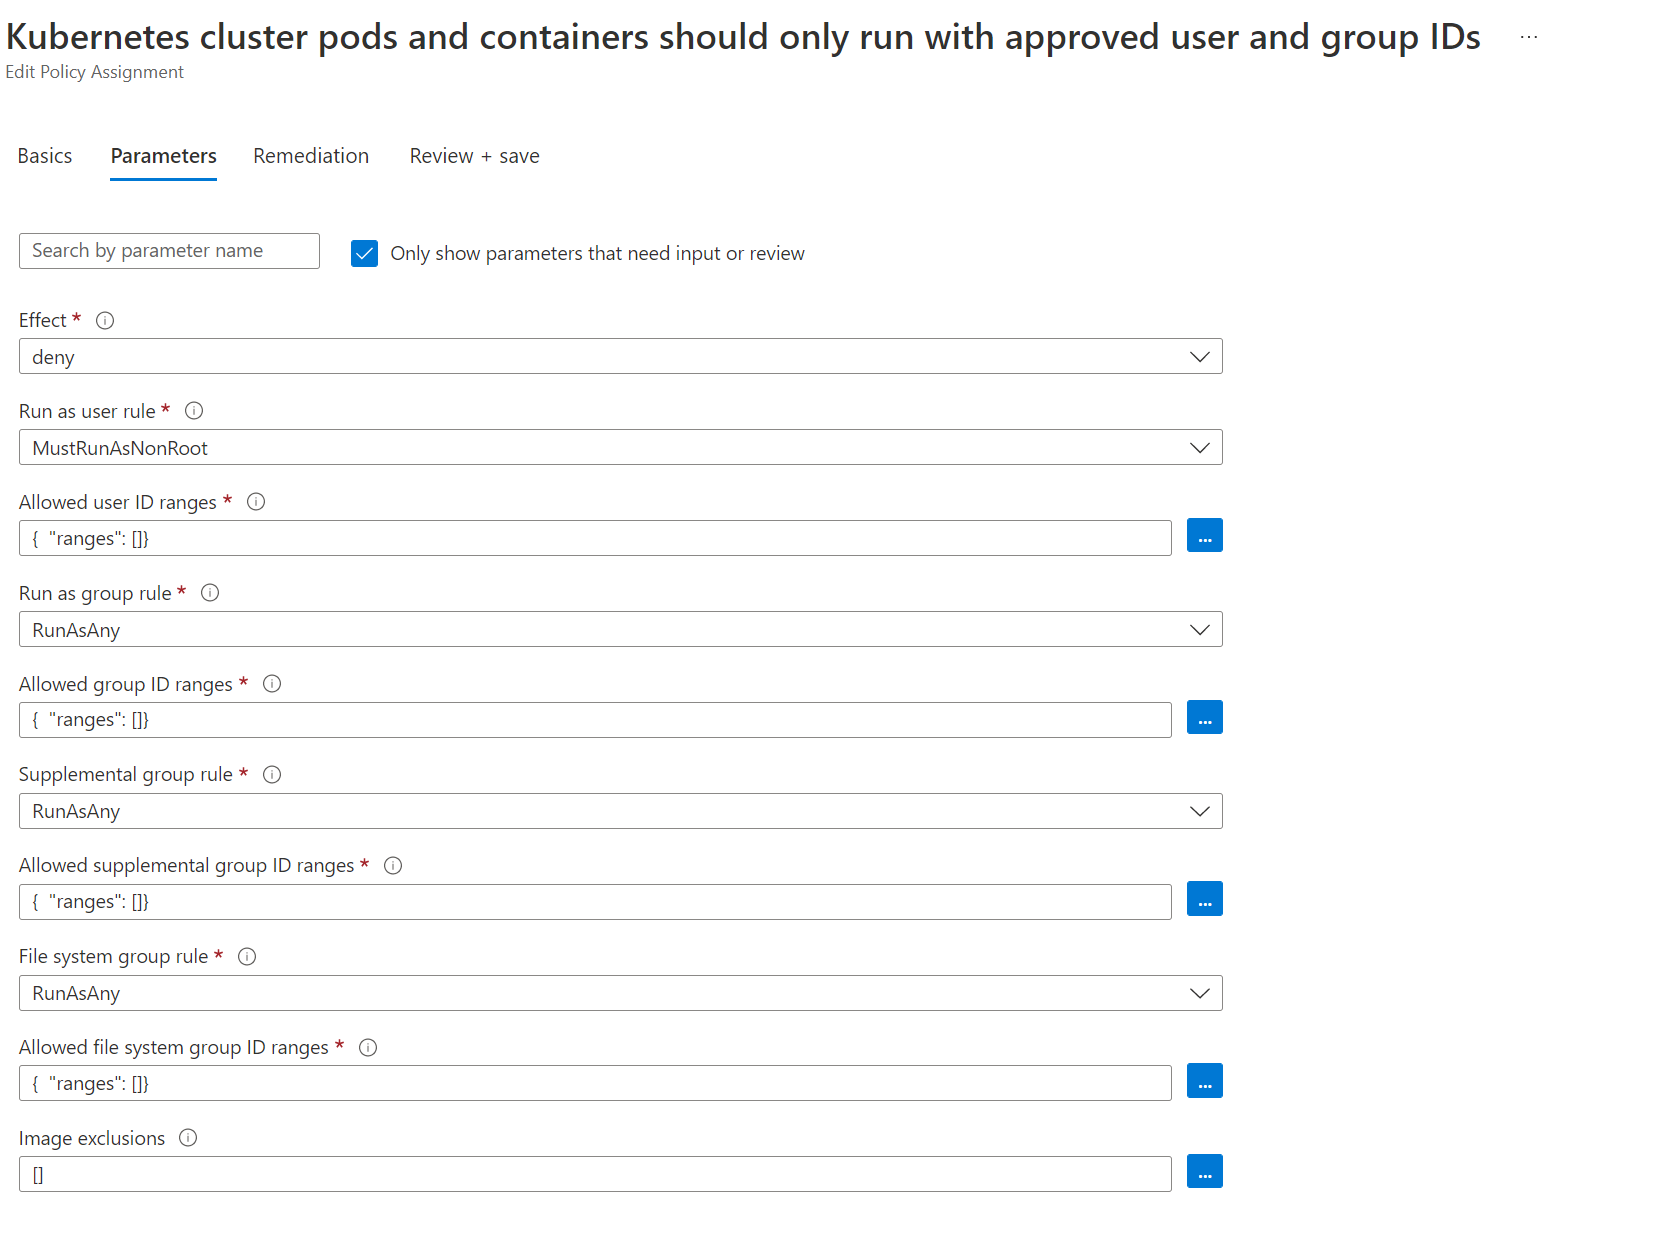 Kubernetes cluster pods and containers should only run with approved user and group IDs ...
Edit Policy Assignment
Basics Parameters Remediation Review + save
Search by parameter name Only show parameters that need input or review
Effect *
deny
Run as user rule *
MustRunAsNonRoot
Allowed user ID ranges *
{ "ranges": []} ...
Run as group rule *
RunAsAny
Allowed group ID ranges *
{ "ranges": []} ...
Supplemental group rule *
RunAsAny
Allowed supplemental group ID ranges *
{ "ranges": []} ...
File system group rule *
RunAsAny
Allowed file system group ID ranges *
{ "ranges": []} ...
Image exclusions
[] ...